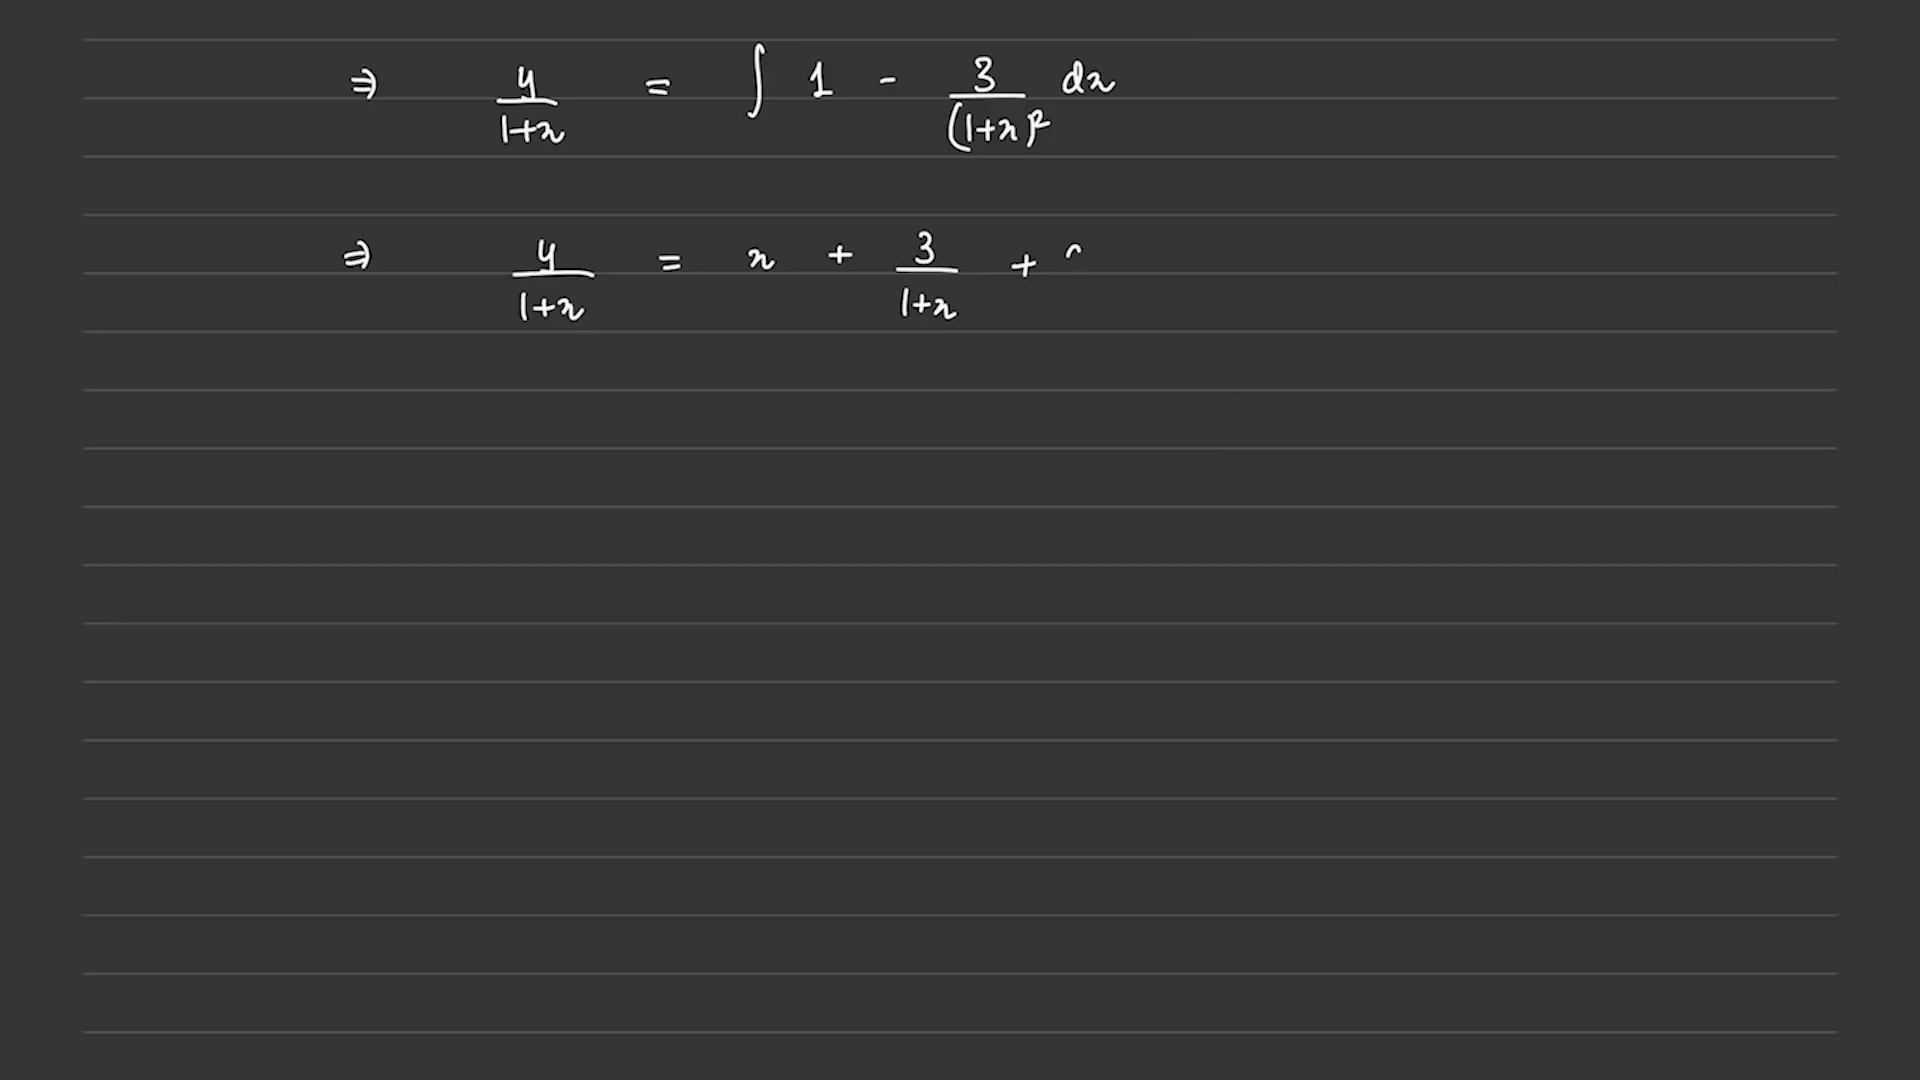 ⇒ y/(1+x) = ∫ 1 - 3/(1+x)² dx
⇒ y/(1+x) = x + 3/(1+x) +